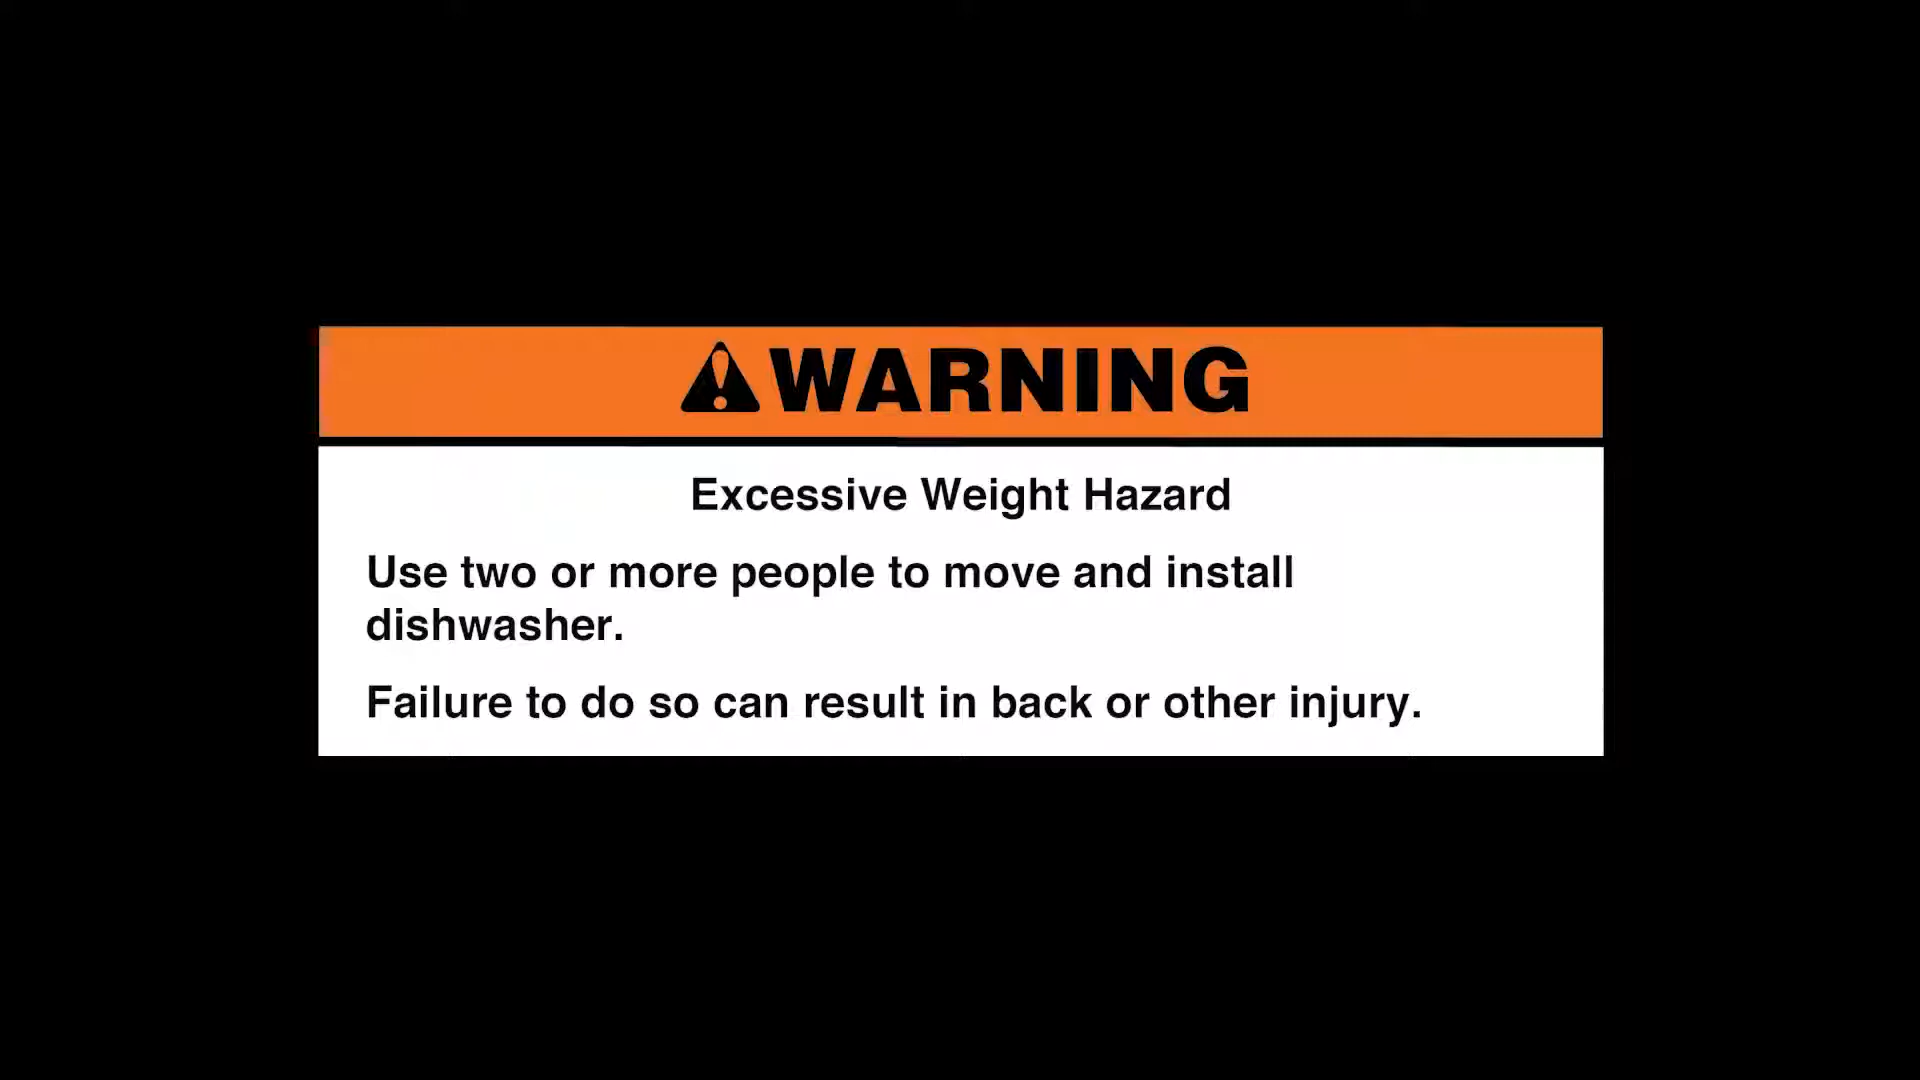 WARNING
Excessive Weight Hazard
Use two or more people to move and install
dishwasher.
Failure to do so can result in back or other injury.